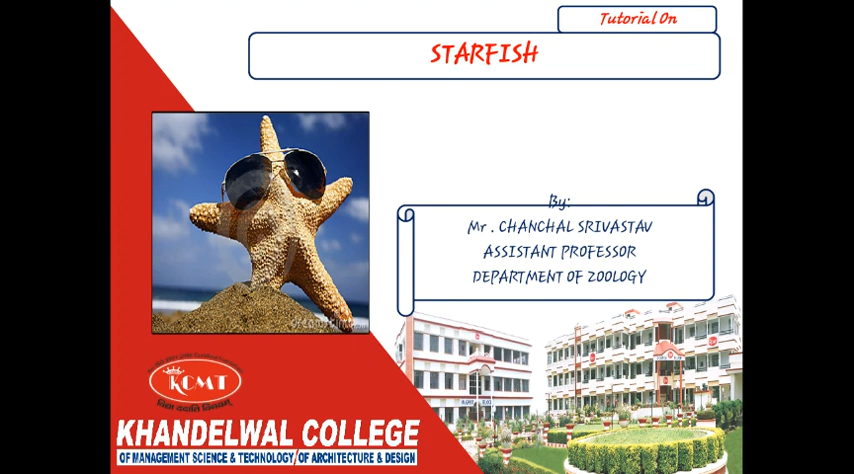 Tutorial On
STARFISH
By:
Mr . CHANCHAL SRIVASTAV
ASSISTANT PROFESSOR
DEPARTMENT OF ZOOLOGY
KCMT
KHANDELWAL COLLEGE
OF MANAGEMENT SCIENCE & TECHNOLOGY/OF ARCHITECTURE & DESIGN